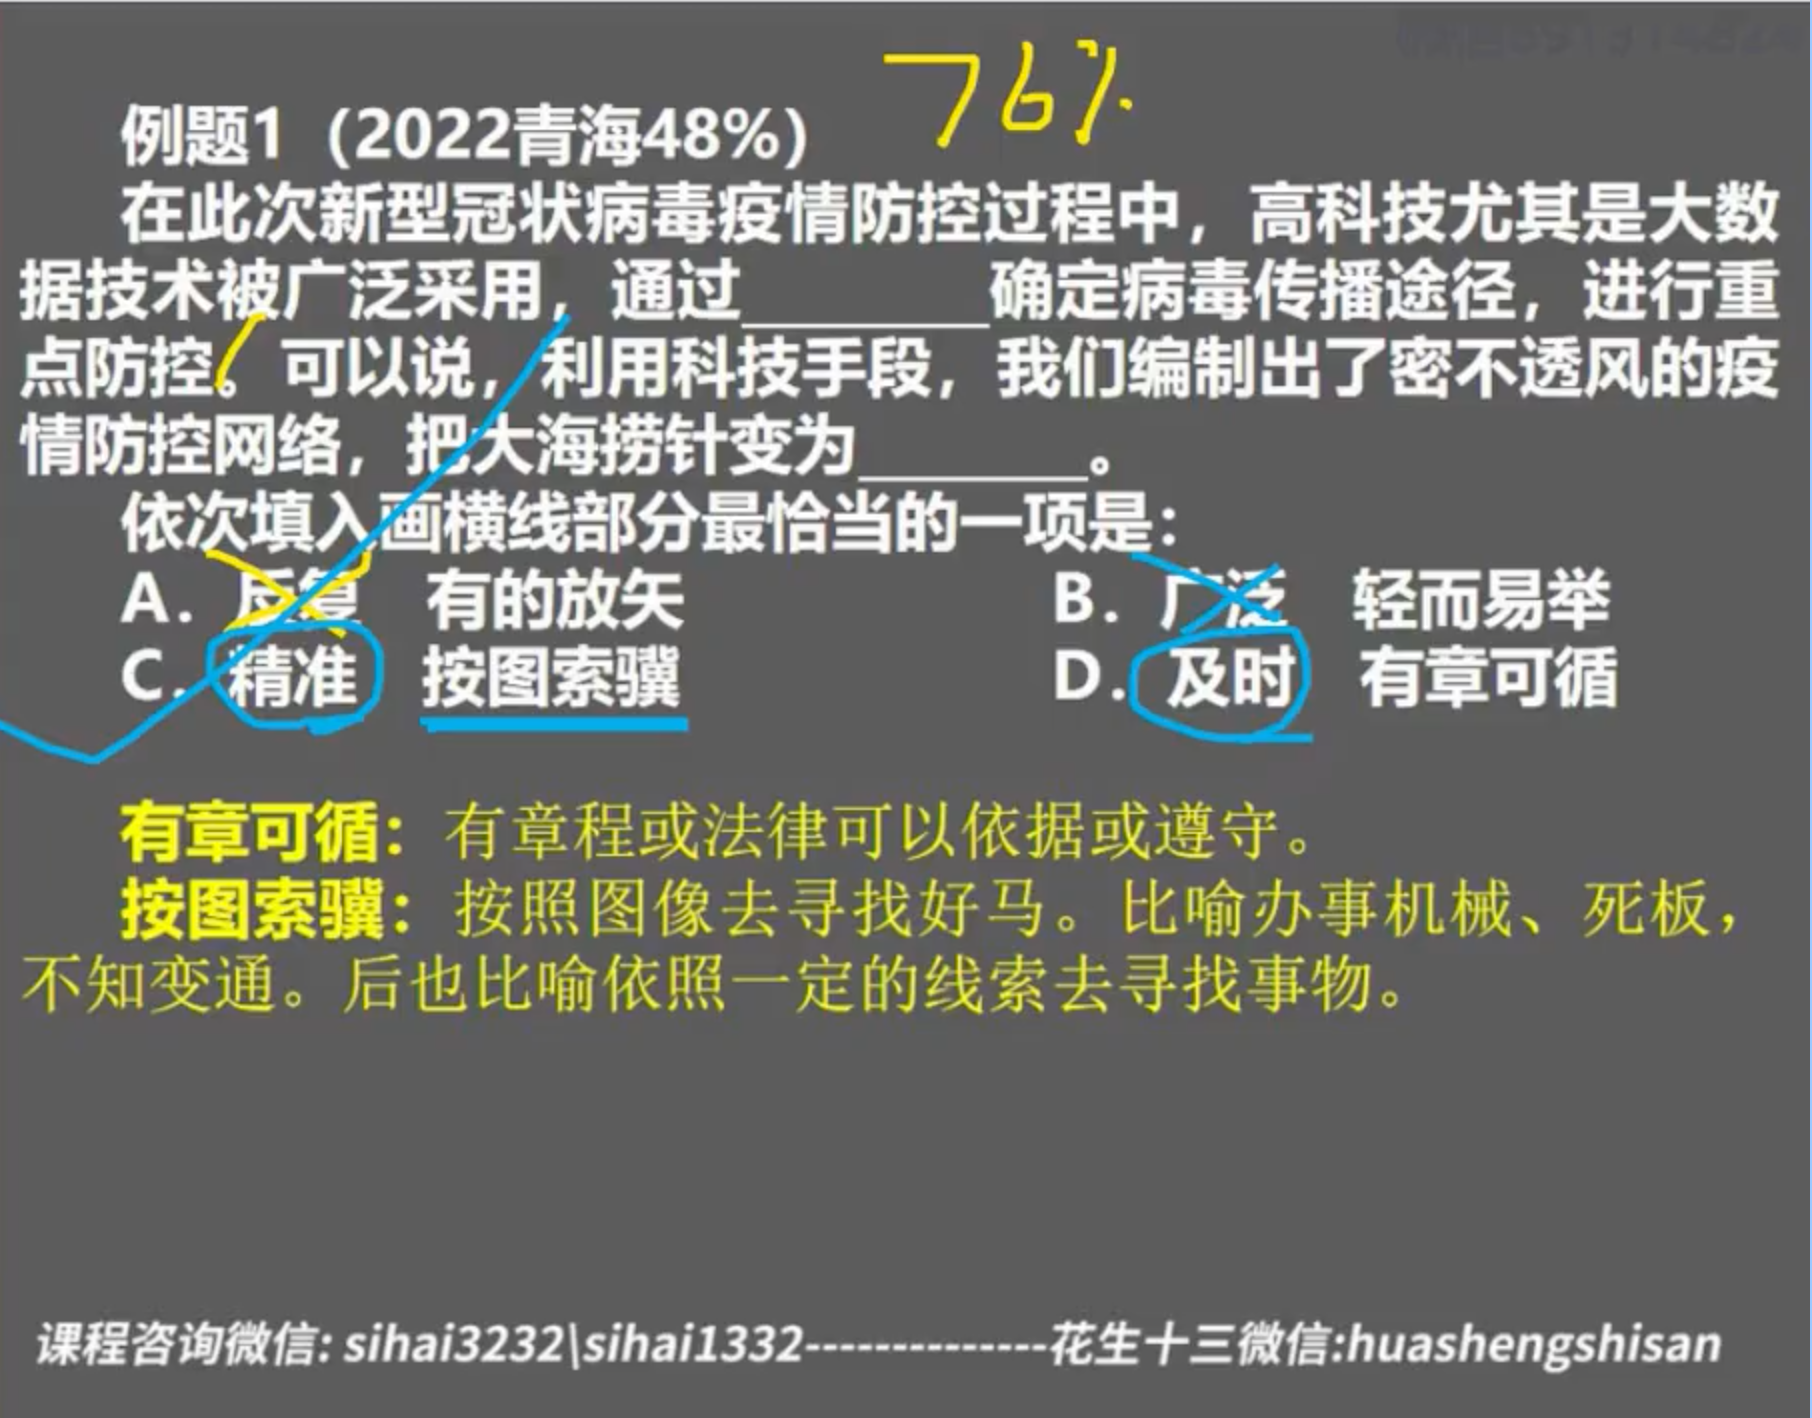 76%
例题1（2022青海48%）
在此次新型冠状病毒疫情防控过程中，高科技尤其是大数
据技术被广泛采用，通过________确定病毒传播途径，进行重
点防控。可以说，利用科技手段，我们编制出了密不透风的疫
情防控网络，把大海捞针变为________。
依次填入画横线部分最恰当的一项是：
A．反复 有的放矢 B．广泛 轻而易举
C．精准 按图索骥 D．及时 有章可循
有章可循：有章程或法律可以依据或遵守。
按图索骥：按照图像去寻找好马。比喻办事机械、死板，
不知变通。后也比喻依照一定的线索去寻找事物。
课程咨询微信: sihai3232\sihai1332--------------花生十三微信:huashengshisan